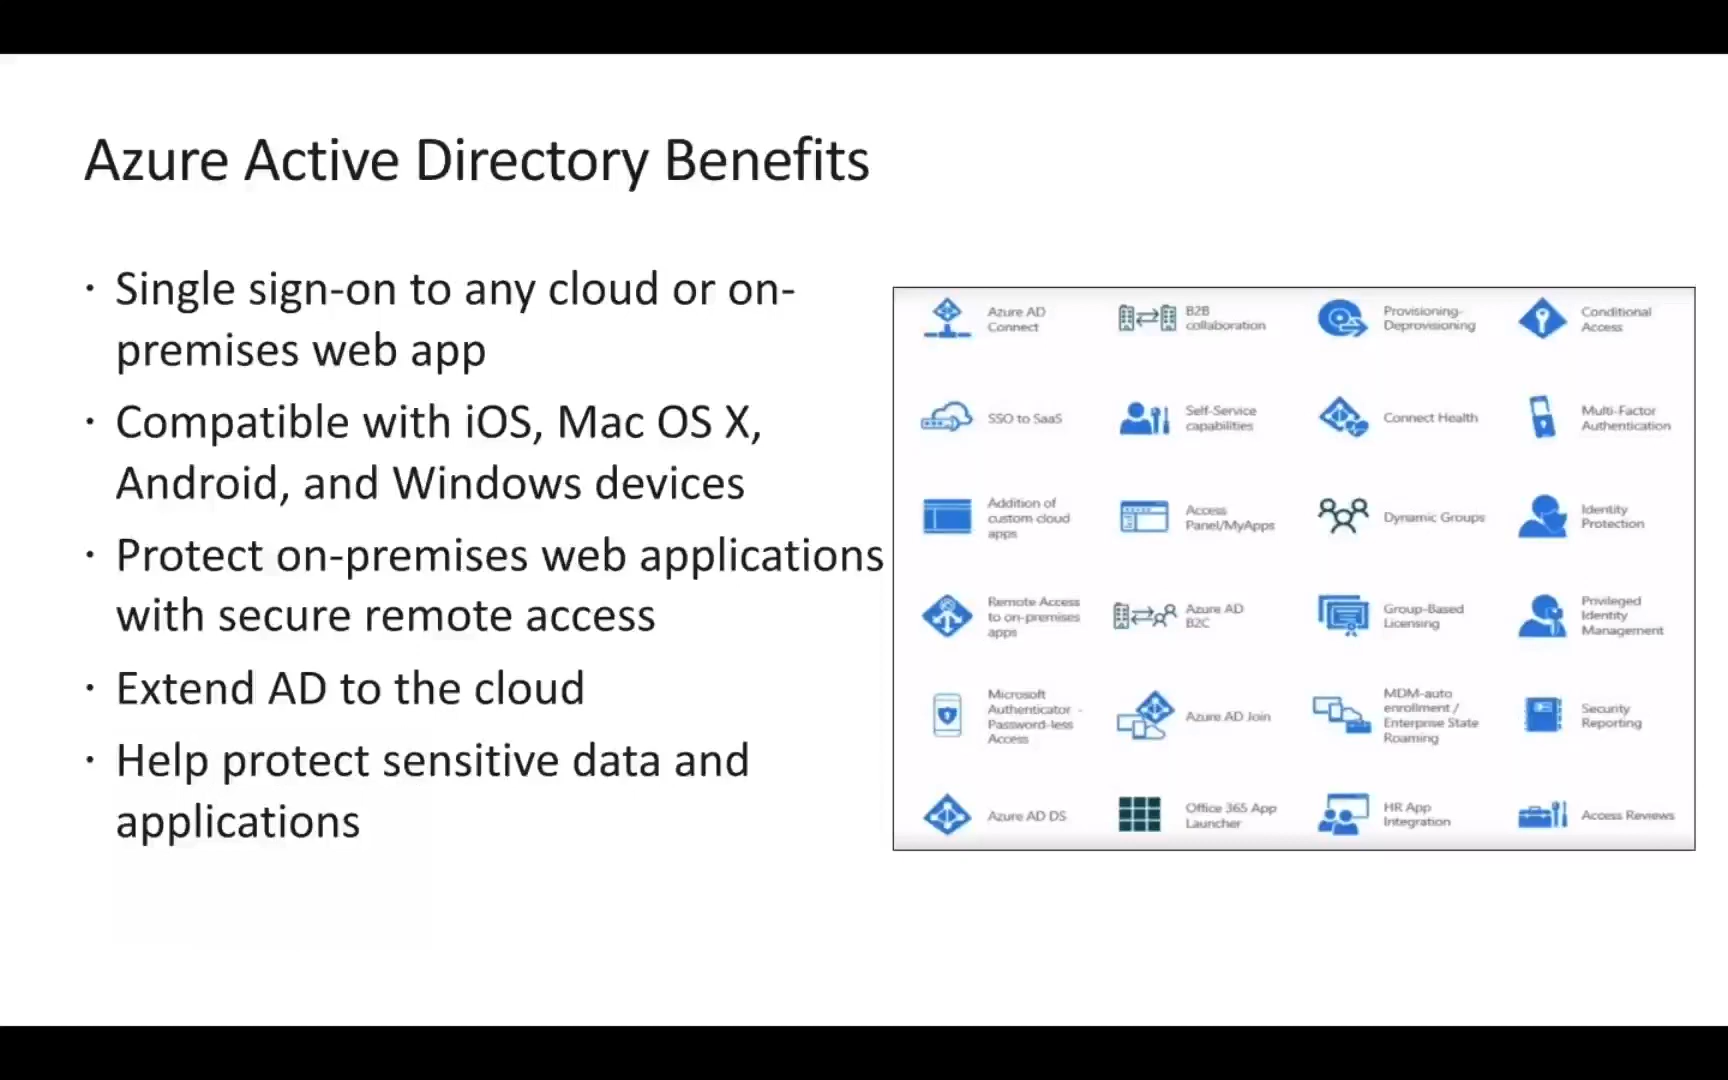 Azure Active Directory Benefits
· Single sign-on to any cloud or on-
premises web app
· Compatible with iOS, Mac OS X,
Android, and Windows devices
· Protect on-premises web applications
with secure remote access
· Extend AD to the cloud
· Help protect sensitive data and
applications
Azure AD
Connect
B2B
collaboration
Provisioning-
Deprovisioning
Conditional
Access
SSO to SaaS
Self-Service
capabilities
Connect Health
Multi-Factor
Authentication
Addition of
custom cloud
apps
Access
Panel/MyApps
Dynamic Groups
Identity
Protection
Remote Access
to on-premises
apps
Azure AD
B2C
Group-Based
Licensing
Privileged
Identity
Management
Microsoft
Authenticator -
Password-less
Access
Azure AD Join
MDM-auto
enrollment /
Enterprise State
Roaming
Security
Reporting
Azure AD DS
Office 365 App
Launcher
HR App
Integration
Access Reviews